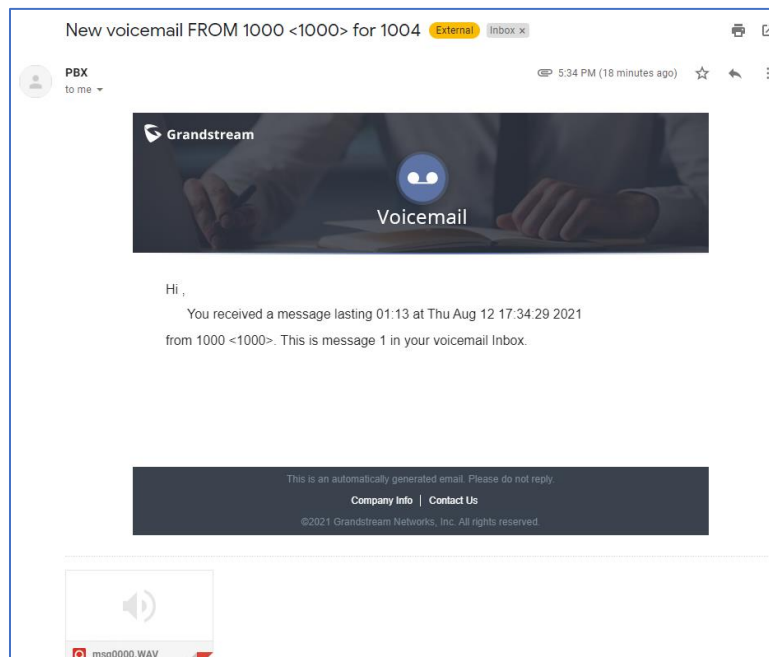 New voicemail FROM 1000 <1000> for 1004 External Inbox x
PBX
5:34 PM (18 minutes ago)
to me
Grandstream
Voicemail
Hi ,
You received a message lasting 01:13 at Thu Aug 12 17:34:29 2021
from 1000 <1000>. This is message 1 in your voicemail Inbox.
This is an automatically generated email. Please do not reply.
Company Info | Contact Us
©2021 Grandstream Networks, Inc. All rights reserved.
msg0000.WAV